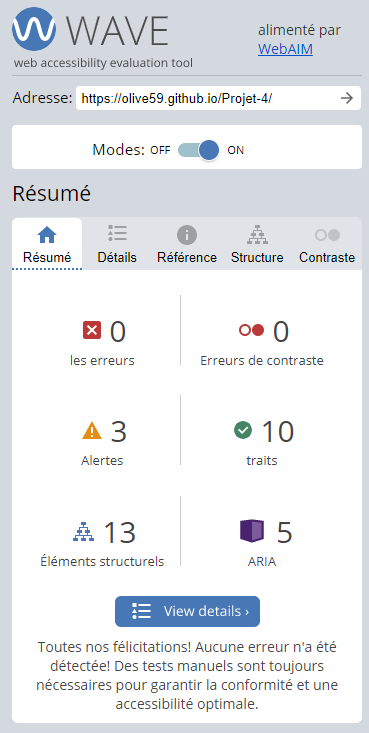 WAVE
web accessibility evaluation tool
alimenté par
WebAIM
Adresse: https://olive59.github.io/Projet-4/
Modes: OFF ON
Résumé
Résumé Détails Référence Structure Contraste
0 0
les erreurs Erreurs de contraste
3 10
Alertes traits
13 5
Éléments structurels ARIA
View details ›
Toutes nos félicitations! Aucune erreur n'a été
détectée! Des tests manuels sont toujours
nécessaires pour garantir la conformité et une
accessibilité optimale.